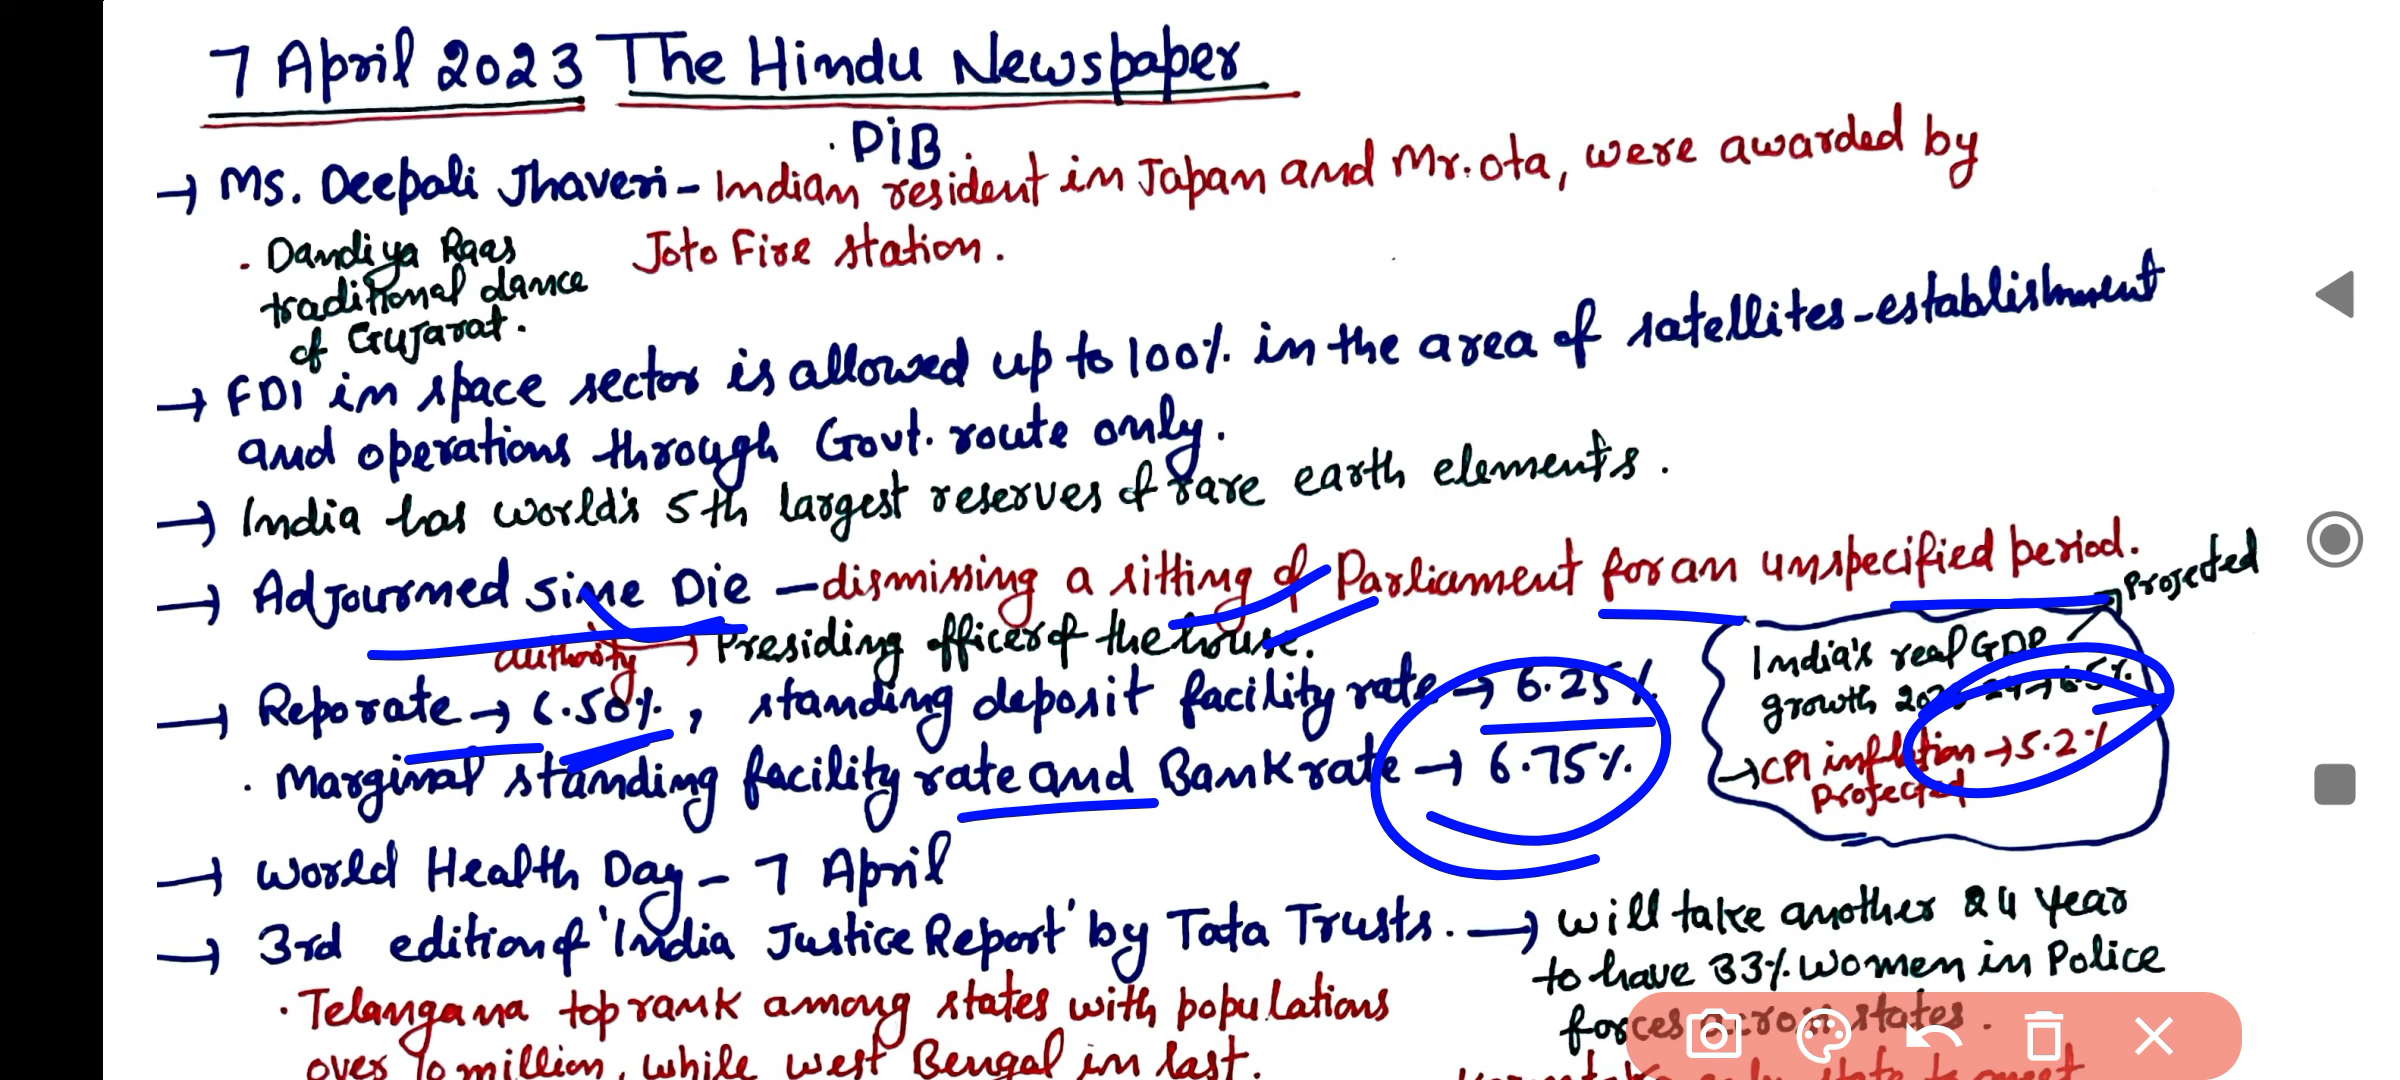 7 April 2023 The Hindu Newspaper
. PiB
→ Ms. Deepali Jhaveri - Indian resident in Japan and Mr. Ota, were awarded by
Joto Fire station.
. Dandiya Raas
traditional dance
of Gujarat.
→ FDI in space sector is allowed up to 100% in the area of satellites-establishment
and operations through Govt. route only.
→ India has world's 5th largest reserves of rare earth elements.
→ Adjourned Sine Die - dismissing a sitting of Parliament for an unspecified period.
authority → Presiding officer of the house.
→ Repo rate → 6.50%, standing deposit facility rate → 6.25%
. Marginal standing facility rate and Bank rate → 6.75%.
Projected
India's real GDP
growth → 6.5%.
→ CPI inflation → 5.2%
Projected
→ World Health Day - 7 April
→ 3rd edition of 'India Justice Report' by Tata Trusts. → will take another 24 Year
to have 33% women in Police
forces across states.
. Telangana top rank among states with populations
over 10 million, while west Bengal in last.